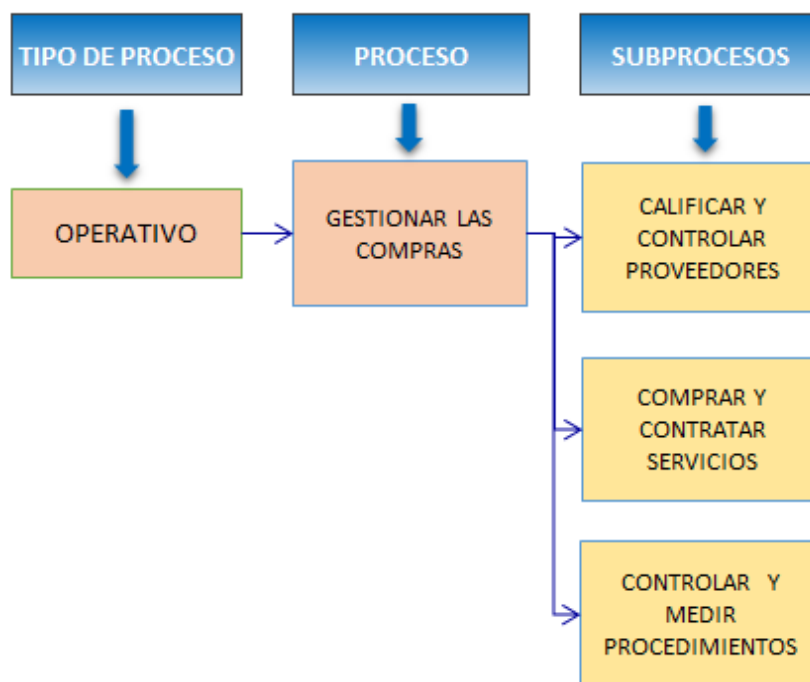 TIPO DE PROCESO
PROCESO
SUBPROCESOS
OPERATIVO
GESTIONAR LAS
COMPRAS
CALIFICAR Y
CONTROLAR
PROVEEDORES
COMPRAR Y
CONTRATAR
SERVICIOS
CONTROLAR Y
MEDIR
PROCEDIMIENTOS